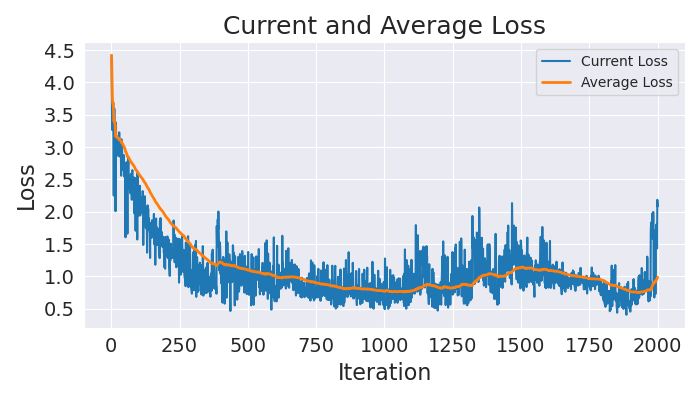 Current and Average Loss
Current Loss
Average Loss
Loss
4.5
4.0
3.5
3.0
2.5
2.0
1.5
1.0
0.5
0 250 500 750 1000 1250 1500 1750 2000
Iteration